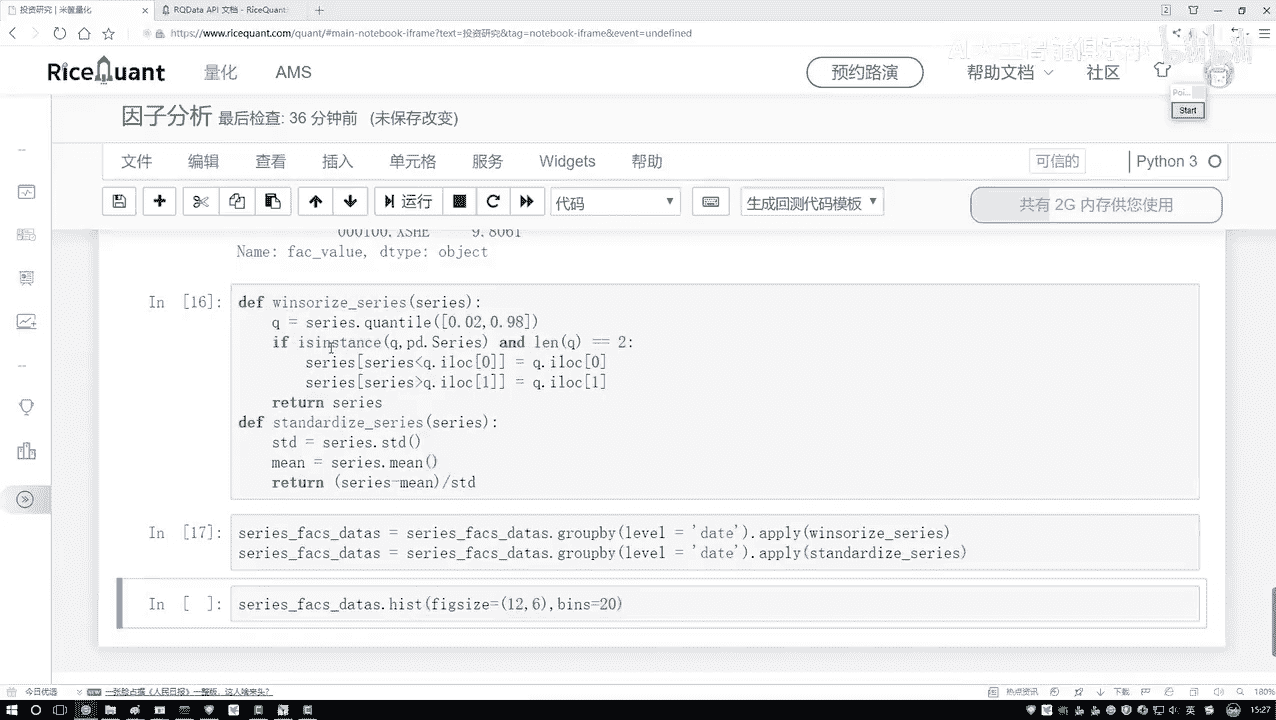 投资研究 | 米筐量化
RQData API 文档 - RiceQuant
https://www.ricequant.com/quant/#main-notebook-iframe?text=投资研究&tag=notebook-iframe&event=undefined
RiceQuant 量化 AMS 预约路演 帮助文档 社区
Start
因子分析 最后检查: 36 分钟前 (未保存改变)
文件 编辑 查看 插入 单元格 服务 Widgets 帮助 可信的 Python 3
运行 代码 生成回测代码模板 共有 2G 内存供您使用
000100.XSHE 9.8061
Name: fac_value, dtype: object
In [16]: def winsorize_series(series):
q = series.quantile([0.02,0.98])
if isinstance(q,pd.Series) and len(q) == 2:
series[series<q.iloc[0]] = q.iloc[0]
series[series>q.iloc[1]] = q.iloc[1]
return series
def standardize_series(series):
std = series.std()
mean = series.mean()
return (series-mean)/std
In [17]: series_facs_datas = series_facs_datas.groupby(level = 'date').apply(winsorize_series)
series_facs_datas = series_facs_datas.groupby(level = 'date').apply(standardize_series)
In [ ]: series_facs_datas.hist(figsize=(12,6),bins=20)
今日优选 热点资讯 下载 180%
英 15:27